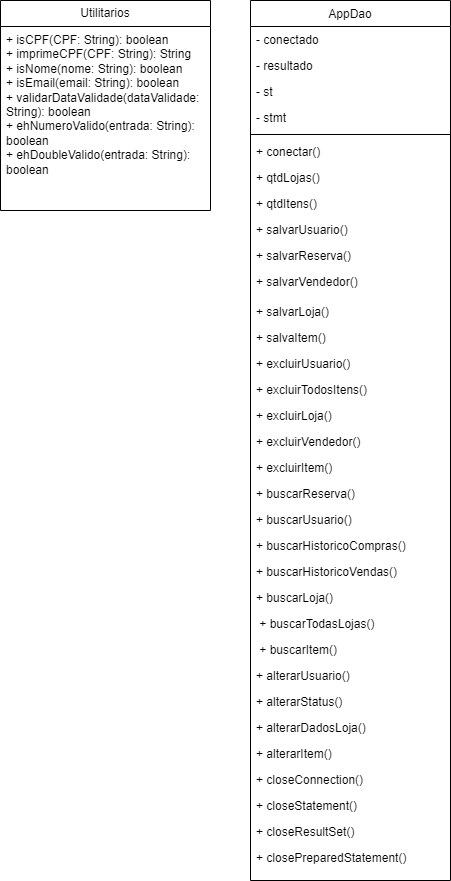 Utilitarios
+ isCPF(CPF: String): boolean
+ imprimeCPF(CPF: String): String
+ isNome(nome: String): boolean
+ isEmail(email: String): boolean
+ validarDataValidade(dataValidade:
String): boolean
+ ehNumeroValido(entrada: String):
boolean
+ ehDoubleValido(entrada: String):
boolean
AppDao
- conectado
- resultado
- st
- stmt
+ conectar()
+ qtdLojas()
+ qtdItens()
+ salvarUsuario()
+ salvarReserva()
+ salvarVendedor()
+ salvarLoja()
+ salvaItem()
+ excluirUsuario()
+ excluirTodosItens()
+ excluirLoja()
+ excluirVendedor()
+ excluirItem()
+ buscarReserva()
+ buscarUsuario()
+ buscarHistoricoCompras()
+ buscarHistoricoVendas()
+ buscarLoja()
+ buscarTodasLojas()
+ buscarItem()
+ alterarUsuario()
+ alterarStatus()
+ alterarDadosLoja()
+ alterarItem()
+ closeConnection()
+ closeStatement()
+ closeResultSet()
+ closePreparedStatement()